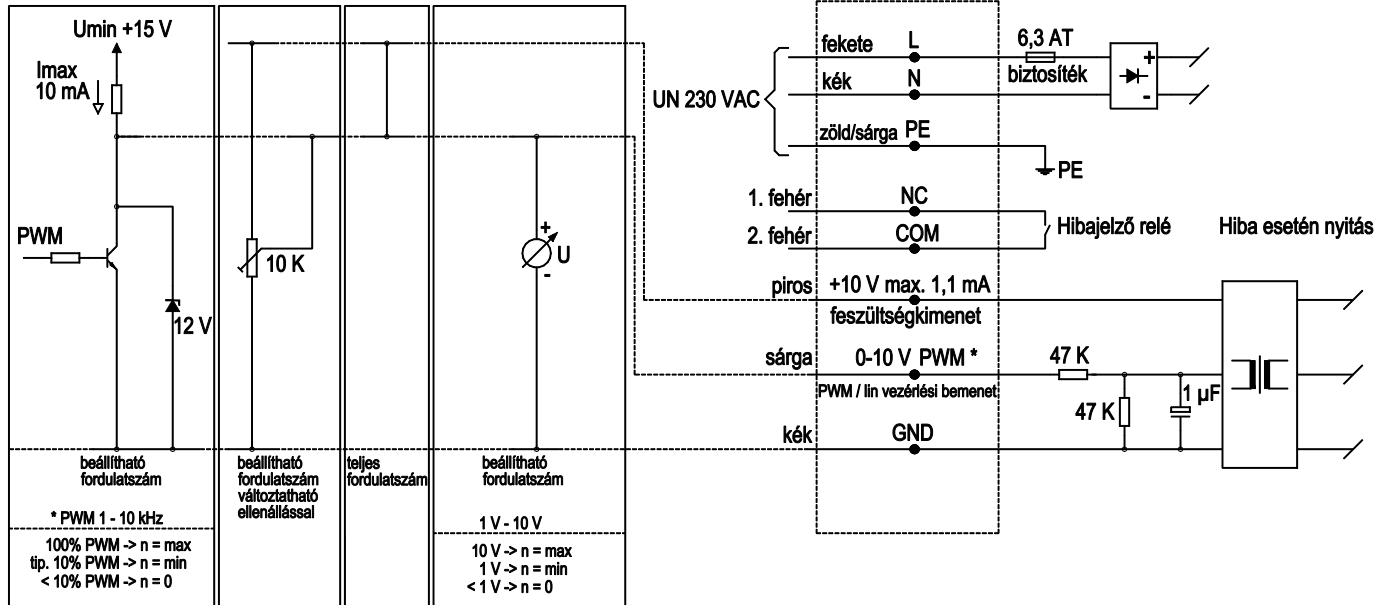 Umin +15 V
Imax
10 mA
PWM
12 V
beállítható
fordulatszám
* PWM 1 - 10 kHz
100% PWM -> n = max
tip. 10% PWM -> n = min
< 10% PWM -> n = 0
10 K
beállítható
fordulatszám
változtatható
ellenállással
teljes
fordulatszám
+
U
-
beállítható
fordulatszám
1 V - 10 V
10 V -> n = max
1 V -> n = min
< 1 V -> n = 0
UN 230 VAC
fekete L
6,3 AT
biztosíték
+
-
kék N
zöld/sárga PE
PE
1. fehér NC
2. fehér COM
Hibajelző relé
Hiba esetén nyitás
piros +10 V max. 1,1 mA
feszültségkimenet
sárga 0-10 V PWM *
PWM / lin vezérlési bemenet
47 K
47 K
1 µF
kék GND